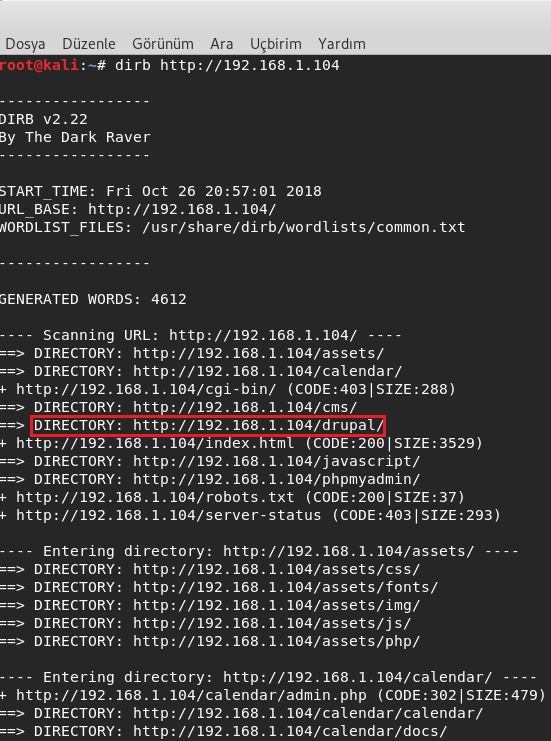 Dosya Düzenle Görünüm Ara Uçbirim Yardım
root@kali:~# dirb http://192.168.1.104
-----------------
DIRB v2.22
By The Dark Raver
-----------------
START_TIME: Fri Oct 26 20:57:01 2018
URL_BASE: http://192.168.1.104/
WORDLIST_FILES: /usr/share/dirb/wordlists/common.txt
-----------------
GENERATED WORDS: 4612
---- Scanning URL: http://192.168.1.104/ ----
==> DIRECTORY: http://192.168.1.104/assets/
==> DIRECTORY: http://192.168.1.104/calendar/
+ http://192.168.1.104/cgi-bin/ (CODE:403|SIZE:288)
==> DIRECTORY: http://192.168.1.104/cms/
==> DIRECTORY: http://192.168.1.104/drupal/
+ http://192.168.1.104/index.html (CODE:200|SIZE:3529)
==> DIRECTORY: http://192.168.1.104/javascript/
==> DIRECTORY: http://192.168.1.104/phpmyadmin/
+ http://192.168.1.104/robots.txt (CODE:200|SIZE:37)
+ http://192.168.1.104/server-status (CODE:403|SIZE:293)
---- Entering directory: http://192.168.1.104/assets/ ----
==> DIRECTORY: http://192.168.1.104/assets/css/
==> DIRECTORY: http://192.168.1.104/assets/fonts/
==> DIRECTORY: http://192.168.1.104/assets/img/
==> DIRECTORY: http://192.168.1.104/assets/js/
==> DIRECTORY: http://192.168.1.104/assets/php/
---- Entering directory: http://192.168.1.104/calendar/ ----
+ http://192.168.1.104/calendar/admin.php (CODE:302|SIZE:479)
==> DIRECTORY: http://192.168.1.104/calendar/calendar/
==> DIRECTORY: http://192.168.1.104/calendar/docs/